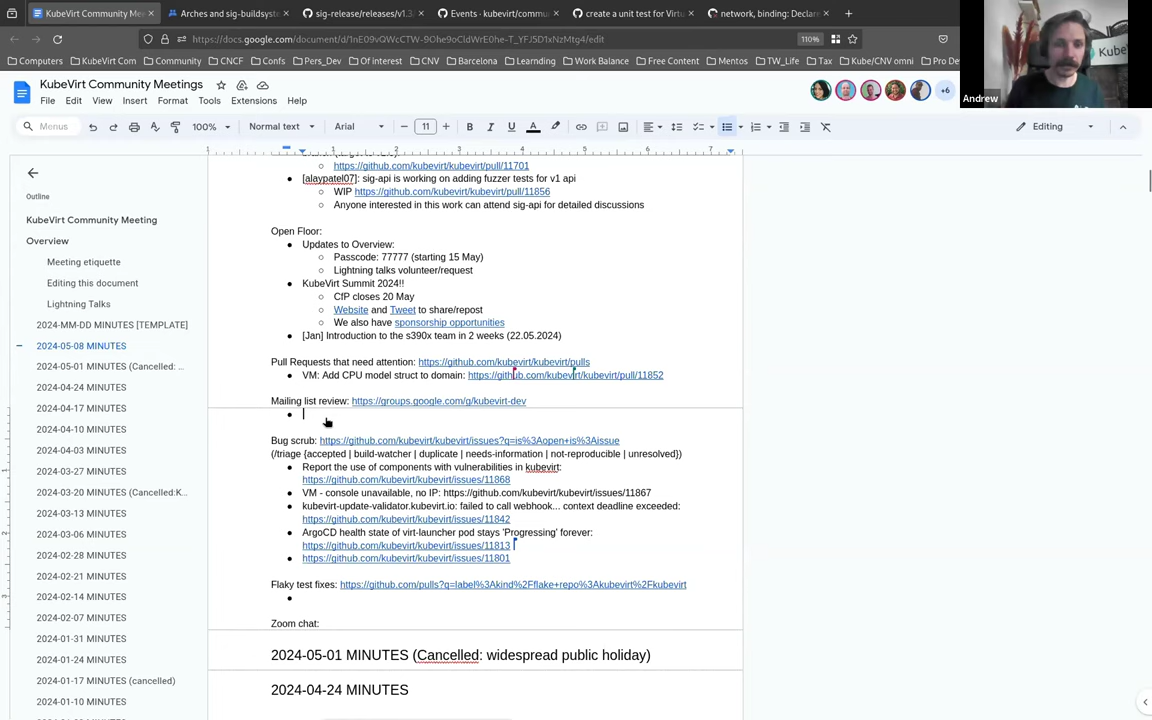 KubeVirt Community Mee
Arches and sig-buildsyste
sig-release/releases/v1.3
Events · kubevirt/commu
create a unit test for Virtu
network, binding: Declare
https://docs.google.com/document/d/1nE09vQWcCTW-9Ohe9oCldWrE0he-T_YFJ5D1xNzMtg4/edit
110%
Computers
KubeVirt Com
Community
CNCF
Confs
Pers_Dev
Of interest
CNV
Barcelona
Learnding
Work Balance
Food
Community
Mentos
TW_Life
Tax
Kube/CNV omni
Pro De
KubeVirt Community Meetings
File Edit View Insert Format Tools Extensions Help
+6
Andrew
Menus
100%
Normal text
Arial
11
Editing
KubeVirt Community Meeting
Outline
Overview
Meeting etiquette
Editing this document
Lightning Talks
2024-MM-DD MINUTES [TEMPLATE]
2024-05-08 MINUTES
2024-05-01 MINUTES (Cancelled: ...
2024-04-24 MINUTES
2024-04-17 MINUTES
2024-04-10 MINUTES
2024-04-03 MINUTES
2024-03-27 MINUTES
2024-03-20 MINUTES (Cancelled:K...
2024-03-13 MINUTES
2024-03-06 MINUTES
2024-02-28 MINUTES
2024-02-21 MINUTES
2024-02-14 MINUTES
2024-02-07 MINUTES
2024-01-31 MINUTES
2024-01-24 MINUTES
2024-01-17 MINUTES (cancelled)
2024-01-10 MINUTES
https://github.com/kubevirt/kubevirt/pull/11701
[alaypatel07]: sig-api is working on adding fuzzer tests for v1 api
WIP https://github.com/kubevirt/kubevirt/pull/11856
Anyone interested in this work can attend sig-api for detailed discussions
Open Floor:
Updates to Overview:
Passcode: 77777 (starting 15 May)
Lightning talks volunteer/request
KubeVirt Summit 2024!!
CfP closes 20 May
Website and Tweet to share/repost
We also have sponsorship opportunities
[Jan] Introduction to the s390x team in 2 weeks (22.05.2024)
Pull Requests that need attention: https://github.com/kubevirt/kubevirt/pulls
VM: Add CPU model struct to domain: https://github.com/kubevirt/kubevirt/pull/11852
Mailing list review: https://groups.google.com/g/kubevirt-dev
Bug scrub: https://github.com/kubevirt/kubevirt/issues?q=is%3Aopen+is%3Aissue
(/triage {accepted | build-watcher | duplicate | needs-information | not-reproducible | unresolved})
Report the use of components with vulnerabilities in kubevirt:
https://github.com/kubevirt/kubevirt/issues/11868
VM - console unavailable, no IP: https://github.com/kubevirt/kubevirt/issues/11867
kubevirt-update-validator.kubevirt.io: failed to call webhook... context deadline exceeded:
https://github.com/kubevirt/kubevirt/issues/11842
ArgoCD health state of virt-launcher pod stays 'Progressing' forever:
https://github.com/kubevirt/kubevirt/issues/11813
https://github.com/kubevirt/kubevirt/issues/11801
Flaky test fixes: https://github.com/pulls?q=label%3Akind%2Fflake+repo%3Akubevirt%2Fkubevirt
Zoom chat:
2024-05-01 MINUTES (Cancelled: widespread public holiday)
2024-04-24 MINUTES